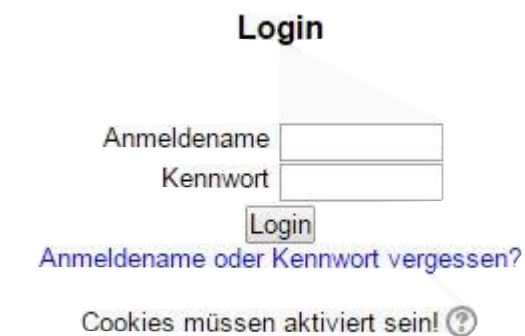 Login
Anmeldename
Kennwort
Login
Anmeldename oder Kennwort vergessen?
Cookies müssen aktiviert sein! ?